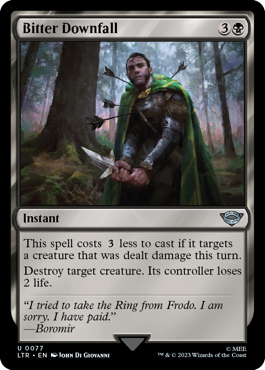 Bitter Downfall 3
Instant
This spell costs 3 less to cast if it targets
a creature that was dealt damage this turn.
Destroy target creature. Its controller loses
2 life.
“I tried to take the Ring from Frodo. I am
sorry. I have paid.”
—Boromir
U 0077 © MEE
LTR • EN John Di Giovanni ™ & © 2023 Wizards of the Coast